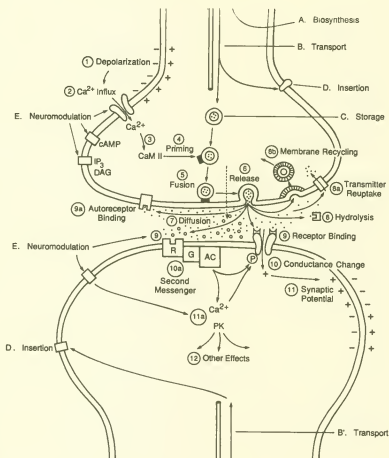 A. Biosynthesis
B. Transport
① Depolarization
② Ca2+ Influx
D. Insertion
E. Neuromodulation
Ca2+
C. Storage
cAMP
③
④ Priming
CaM II
6b Membrane Recycling
IP3
DAG
⑤ Fusion
⑥ Release
8a Transmitter Reuptake
9a Autoreceptor Binding
⑦ Diffusion
⑧ Hydrolysis
E. Neuromodulation
⑨ Receptor Binding
R
G
AC
P
⑩ Conductance Change
10a Second Messenger
⑪ Synaptic Potential
11a
Ca2+
PK
D. Insertion
⑫ Other Effects
B'. Transport